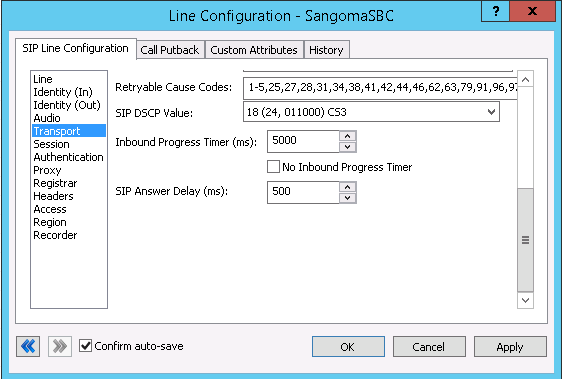 Line Configuration - SangomaSBC
?
X
SIP Line Configuration
Call Putback
Custom Attributes
History
Line
Identity (In)
Identity (Out)
Audio
Transport
Session
Authentication
Proxy
Registrar
Headers
Access
Region
Recorder
Retryable Cause Codes: 1-5,25,27,28,31,34,38,41,42,44,46,62,63,79,91,96,97
SIP DSCP Value: 18 (24, 011000) CS3
Inbound Progress Timer (ms): 5000
No Inbound Progress Timer
SIP Answer Delay (ms): 500
Confirm auto-save
OK
Cancel
Apply